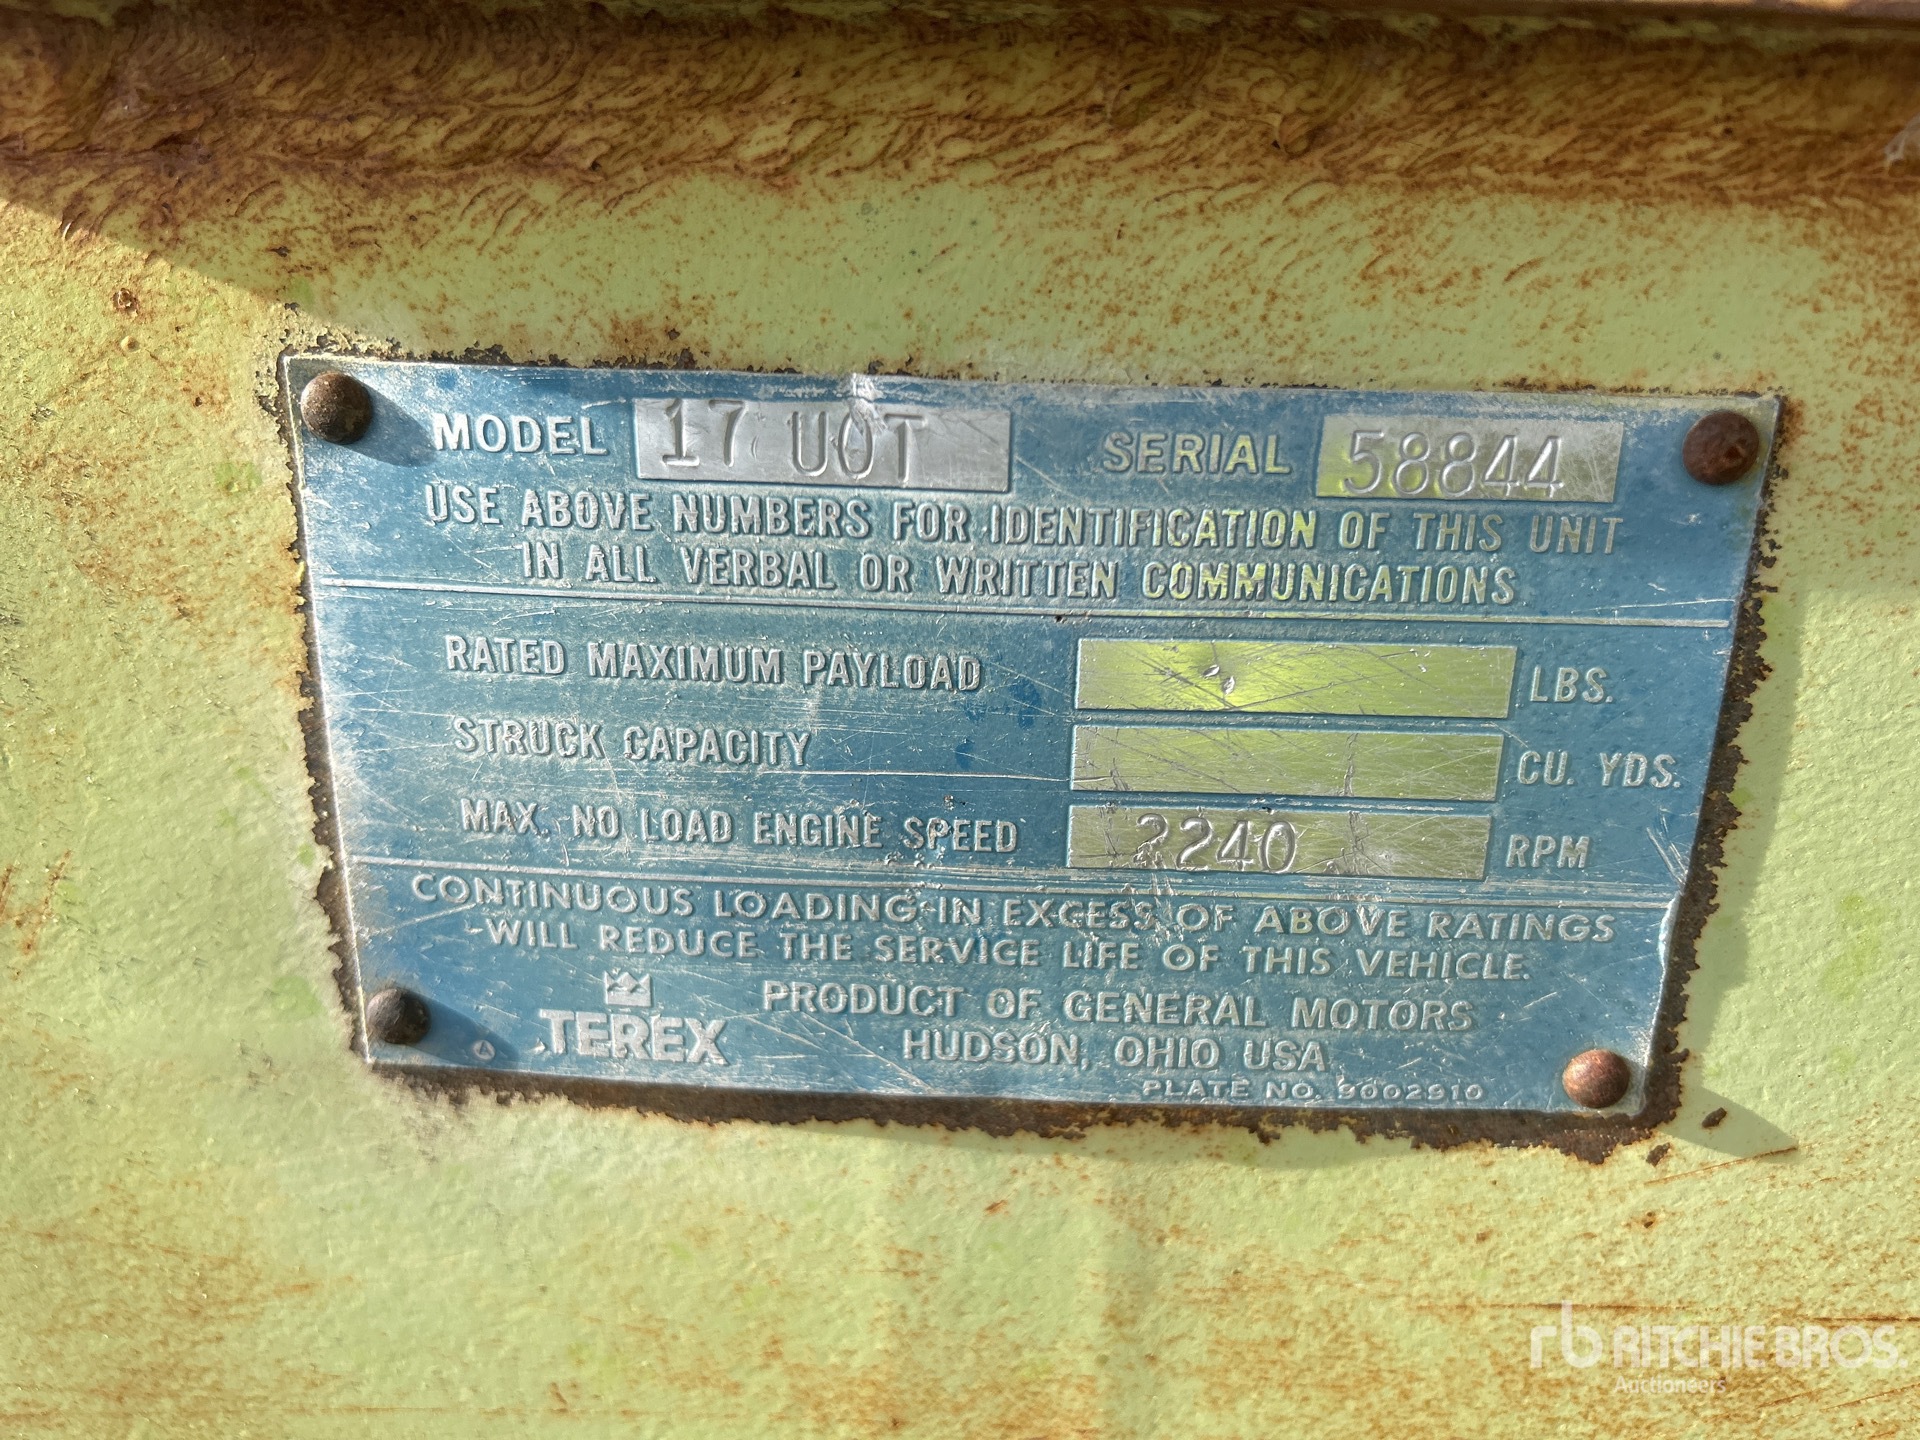 MODEL 17 UOT SERIAL 58844
USE ABOVE NUMBERS FOR IDENTIFICATION OF THIS UNIT
IN ALL VERBAL OR WRITTEN COMMUNICATIONS
RATED MAXIMUM PAYLOAD LBS.
STRUCK CAPACITY CU. YDS.
MAX. NO LOAD ENGINE SPEED 2240 RPM
CONTINUOUS LOADING IN EXCESS OF ABOVE RATINGS
WILL REDUCE THE SERVICE LIFE OF THIS VEHICLE.
TEREX PRODUCT OF GENERAL MOTORS
HUDSON, OHIO USA
PLATE NO. 9002910
rb RITCHIE BROS.
Auctioneers